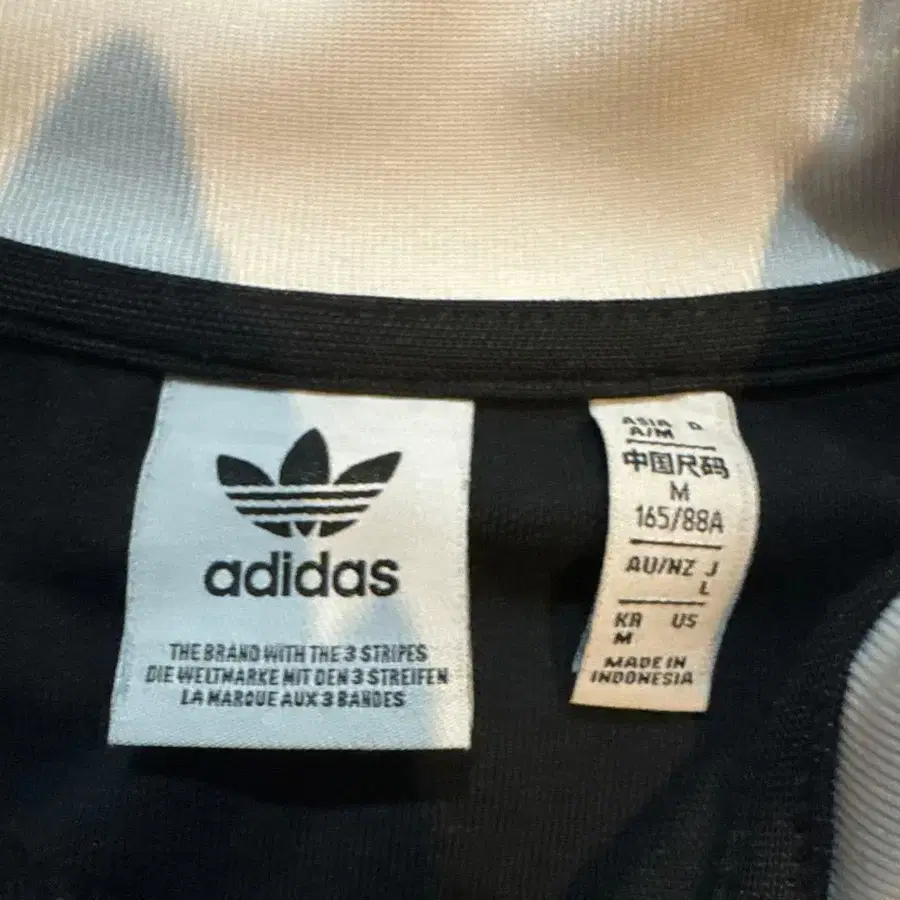 adidas
THE BRAND WITH THE 3 STRIPES
DIE WELTMARKE MIT DEN 3 STREIFEN
LA MARQUE AUX 3 BANDES
ASIA D
A/M
中国尺码
M
165/88A
AU/NZ J
L
KR US
M
MADE IN
INDONESIA